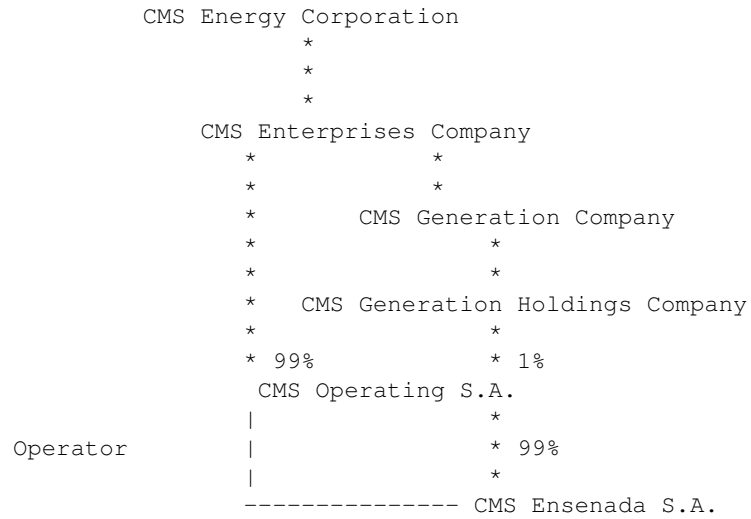 CMS Energy Corporation
*
*
*
CMS Enterprises Company
* *
* *
* CMS Generation Company
* *
* *
* CMS Generation Holdings Company
* *
* 99% * 1%
CMS Operating S.A.
| *
Operator | * 99%
| *
--------------- CMS Ensenada S.A.